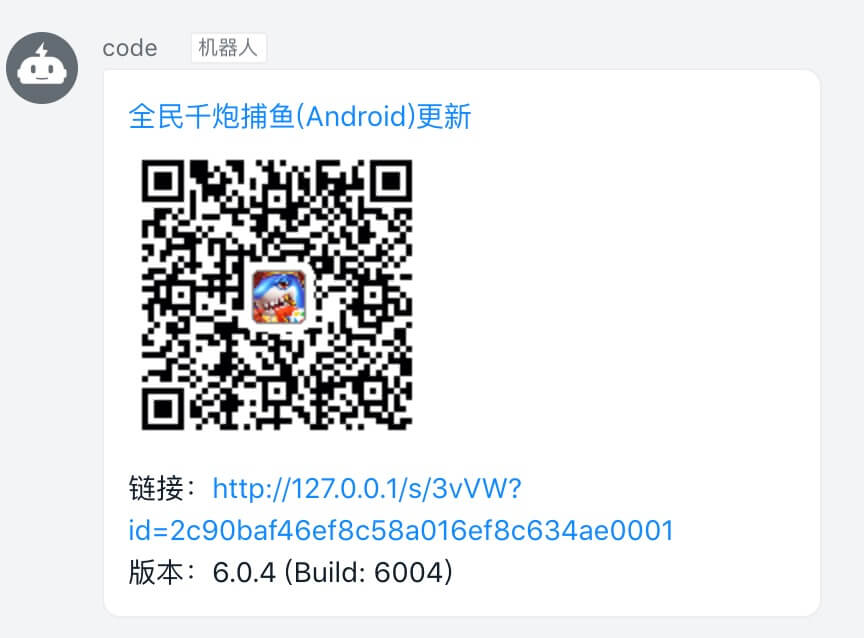 code 机器人
全民千炮捕鱼(Android)更新
链接：http://127.0.0.1/s/3vVW?
id=2c90baf46ef8c58a016ef8c634ae0001
版本：6.0.4 (Build: 6004)